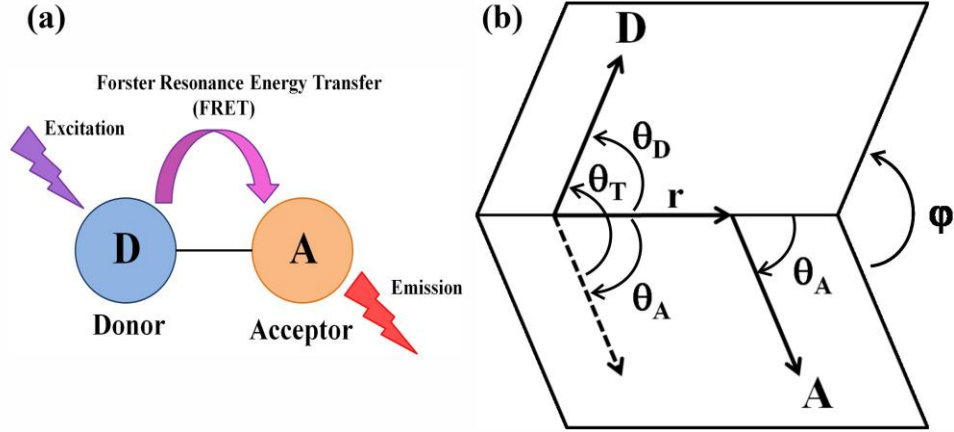 (a)
Forster Resonance Energy Transfer
(FRET)
Excitation
D
A
Emission
Donor
Acceptor
(b)
D
θD
θT
r
φ
θA
θA
A